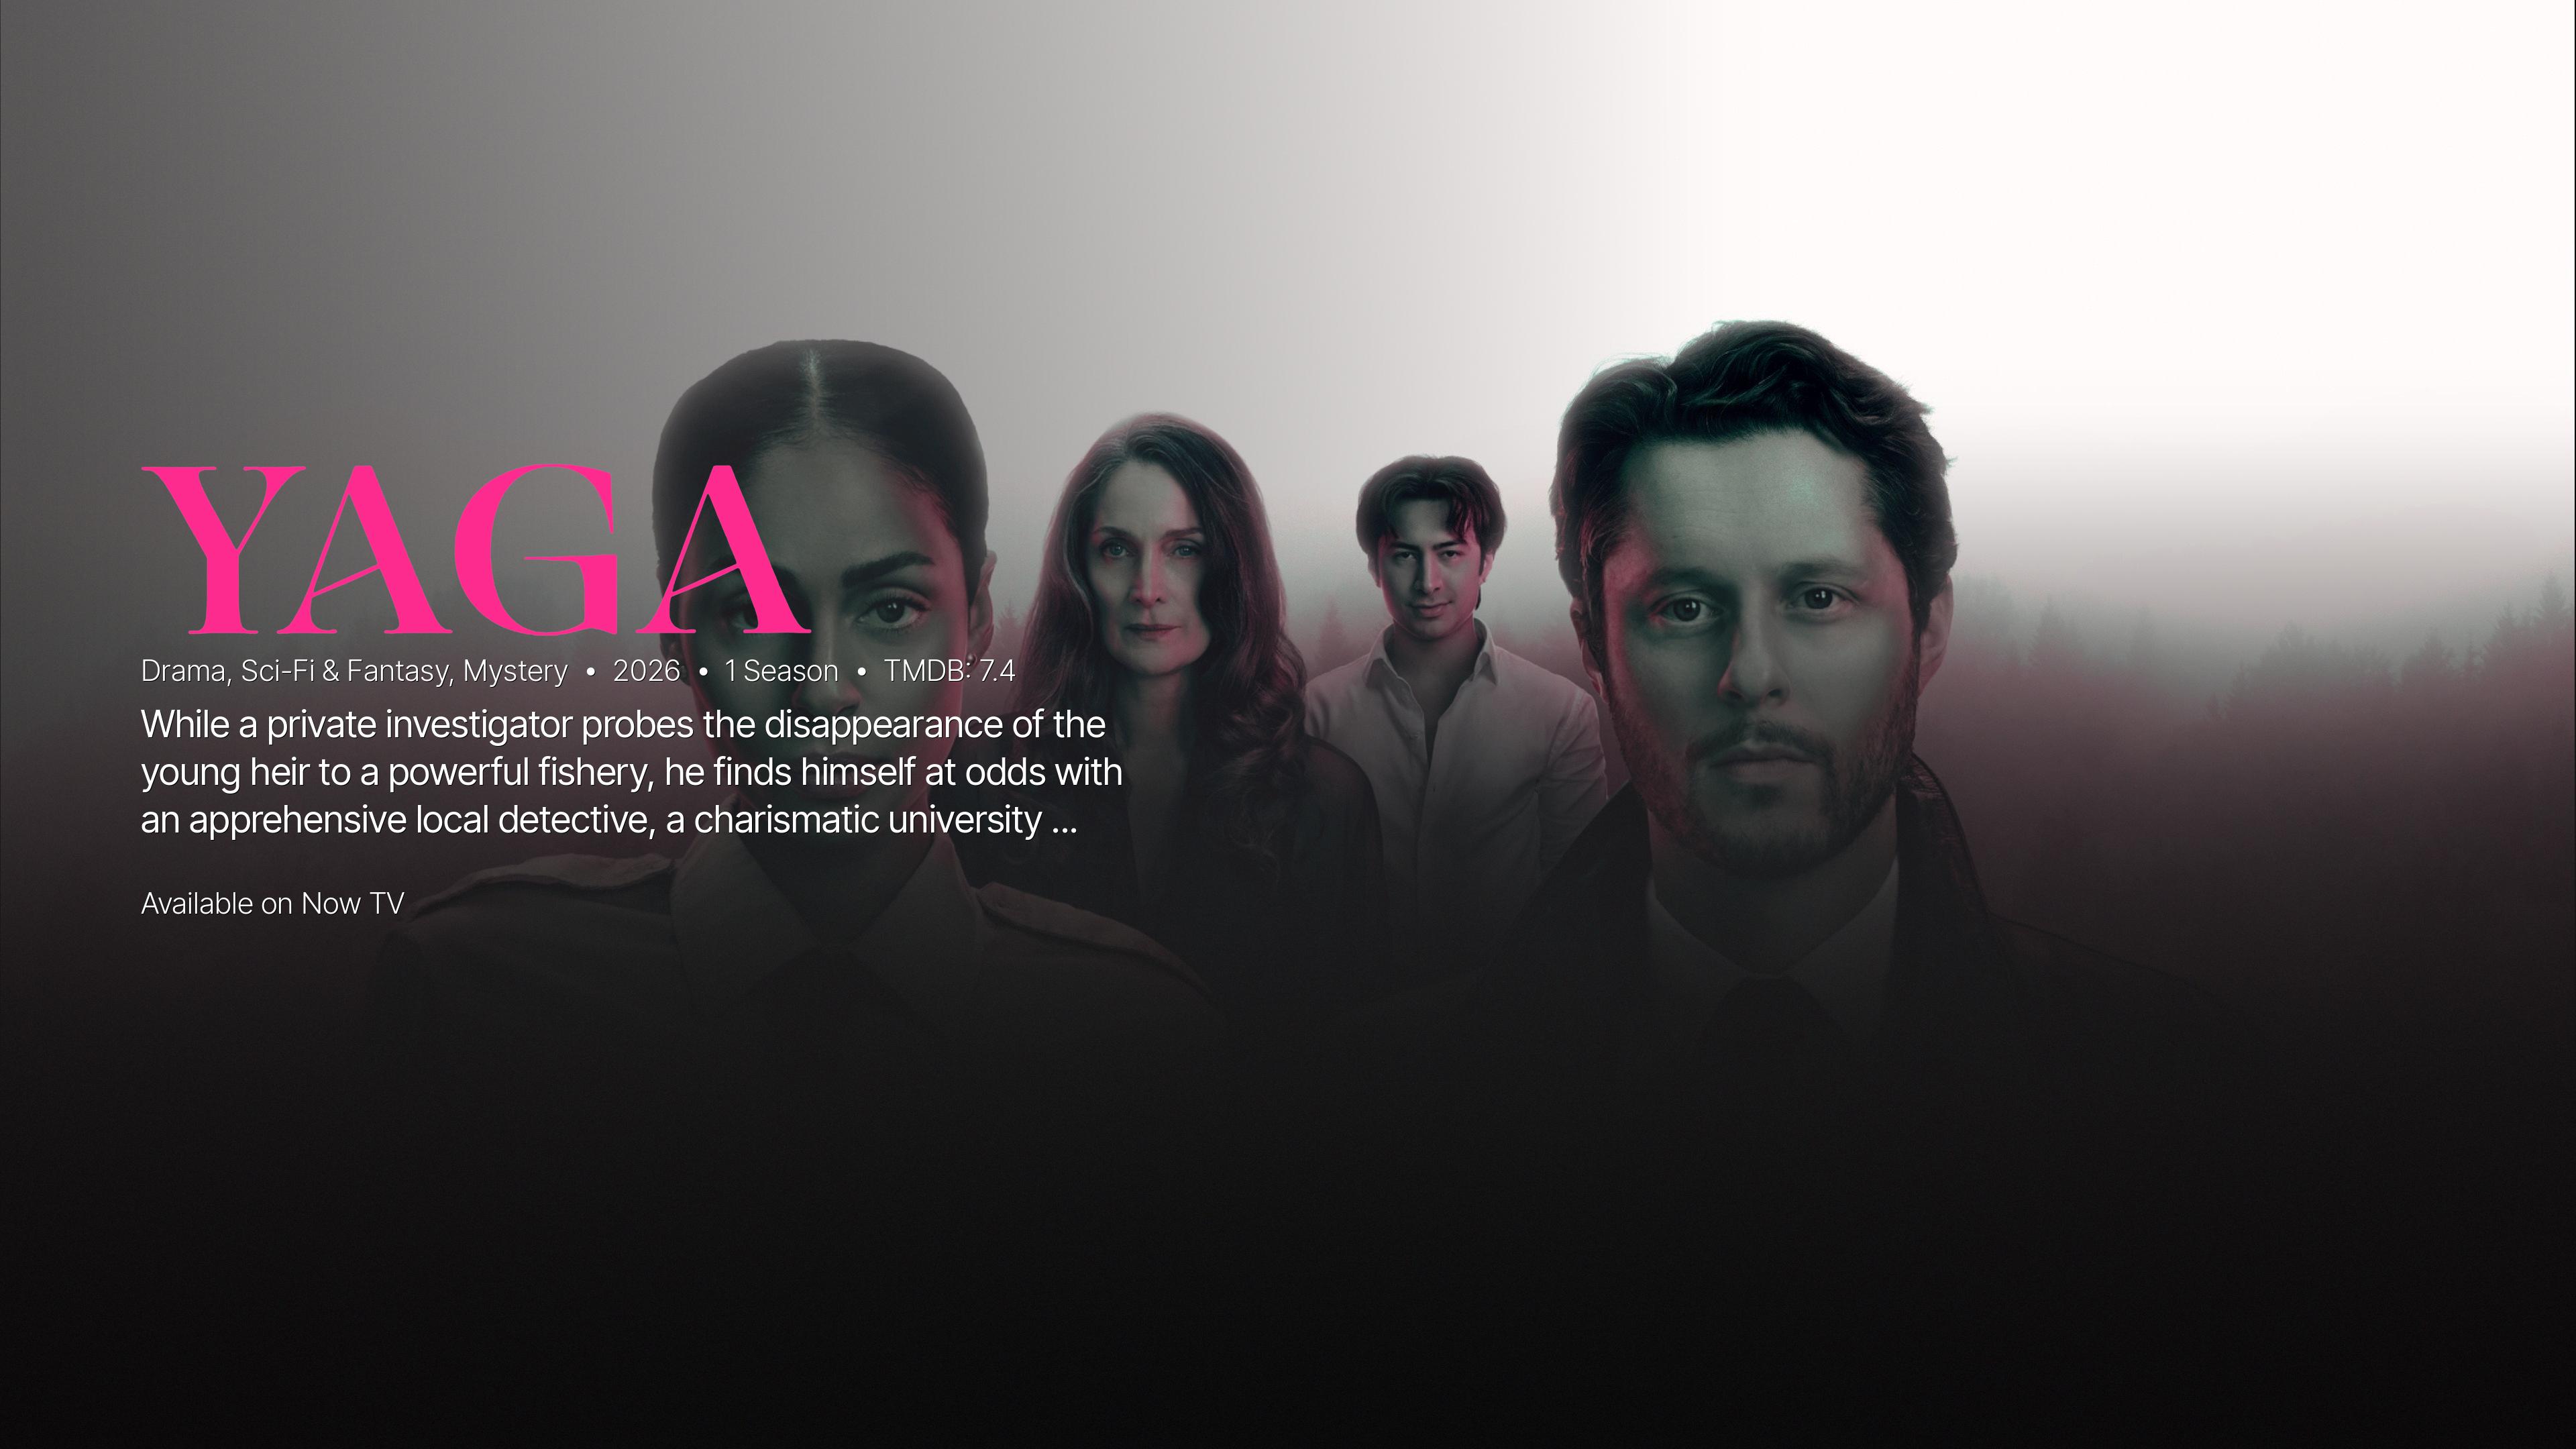 YAGA
Drama, Sci-Fi & Fantasy, Mystery • 2026 • 1 Season • TMDB: 7.4
While a private investigator probes the disappearance of the
young heir to a powerful fishery, he finds himself at odds with
an apprehensive local detective, a charismatic university ...
Available on Now TV